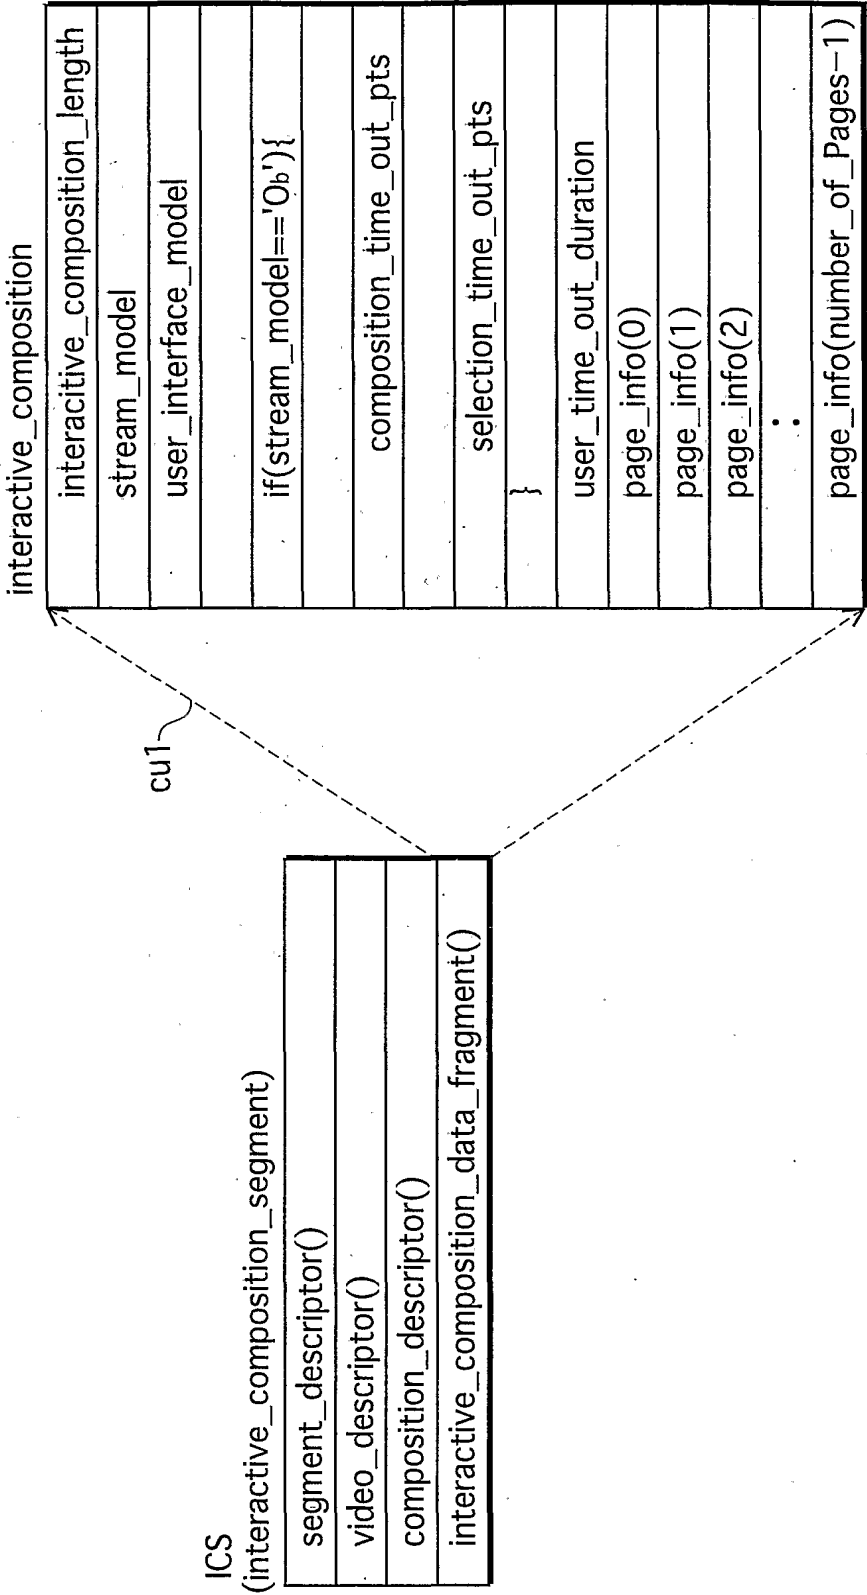 ICS
(interactive_composition_segment)
segment_descriptor()
video_descriptor()
composition_descriptor()
interactive_composition_data_fragment()
cu1
interactive_composition
interacitive_composition_length
stream_model
user_interface_model
if(stream_model=='0b'){
composition_time_out_pts
selection_time_out_pts
}
user_time_out_duration
page_info(0)
page_info(1)
page_info(2)
:
page_info(number_of_Pages-1)